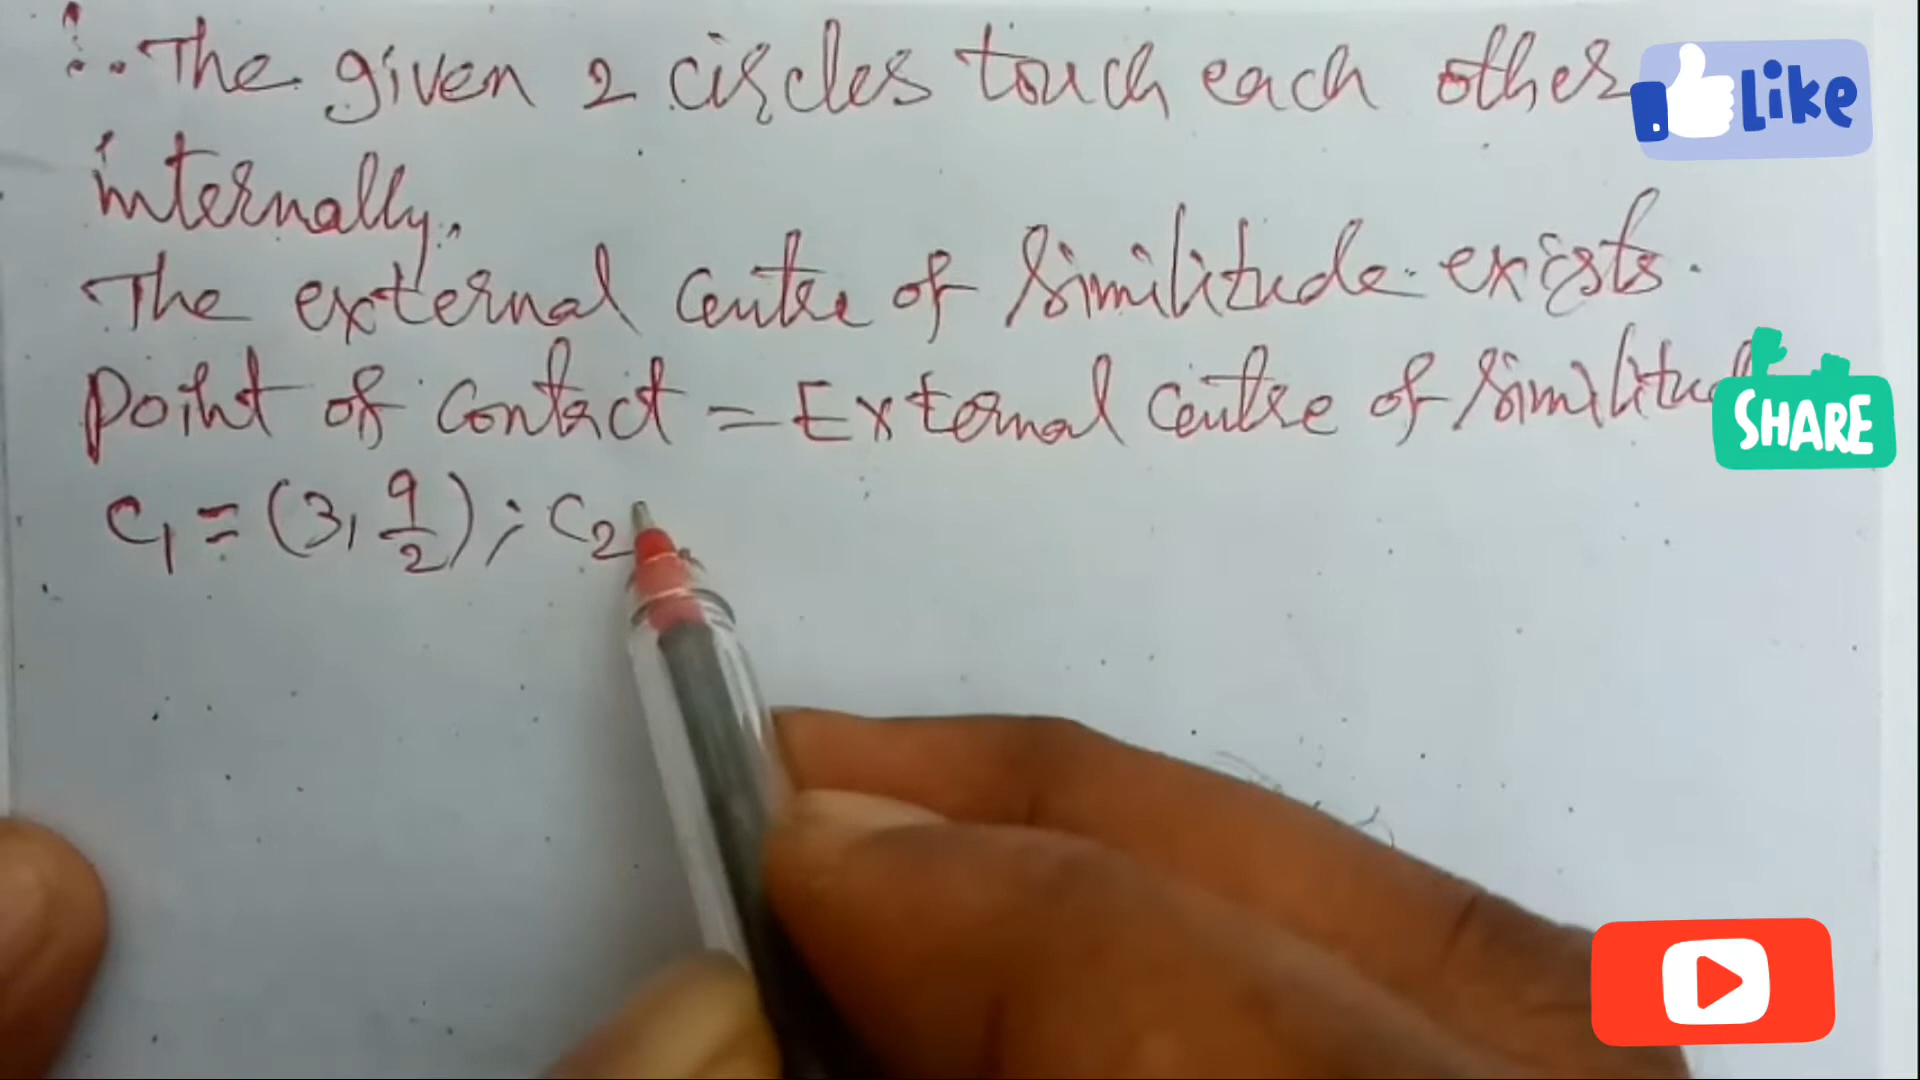 ∴ The given 2 circles touch each other
internally.
The external centre of similitude exists.
Point of contact = External centre of similitude
C₁ = (3, 9/2) ; C₂
Like
SHARE